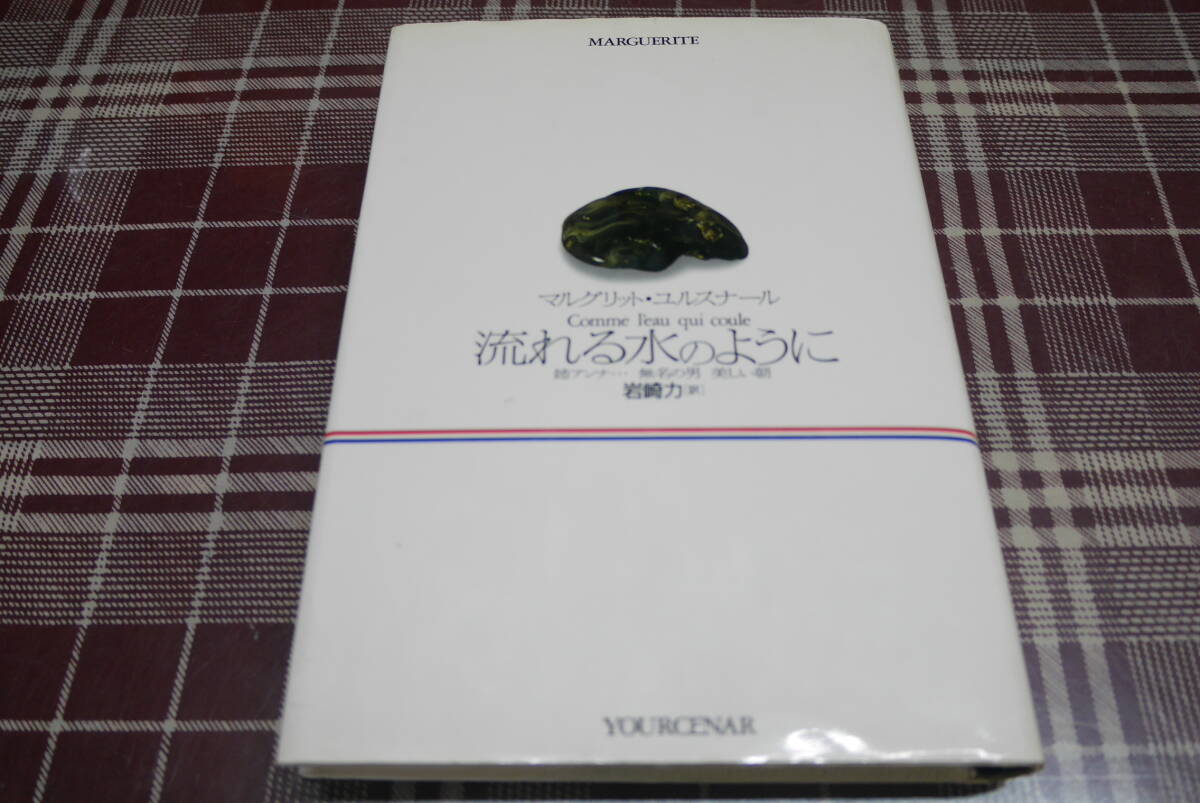 MARGUERITE
マルグリット・ユルスナール
Comme l'eau qui coule
流れる水のように
姉アンナ… 無名の男 美しい朝
岩崎力[訳]
YOURCENAR